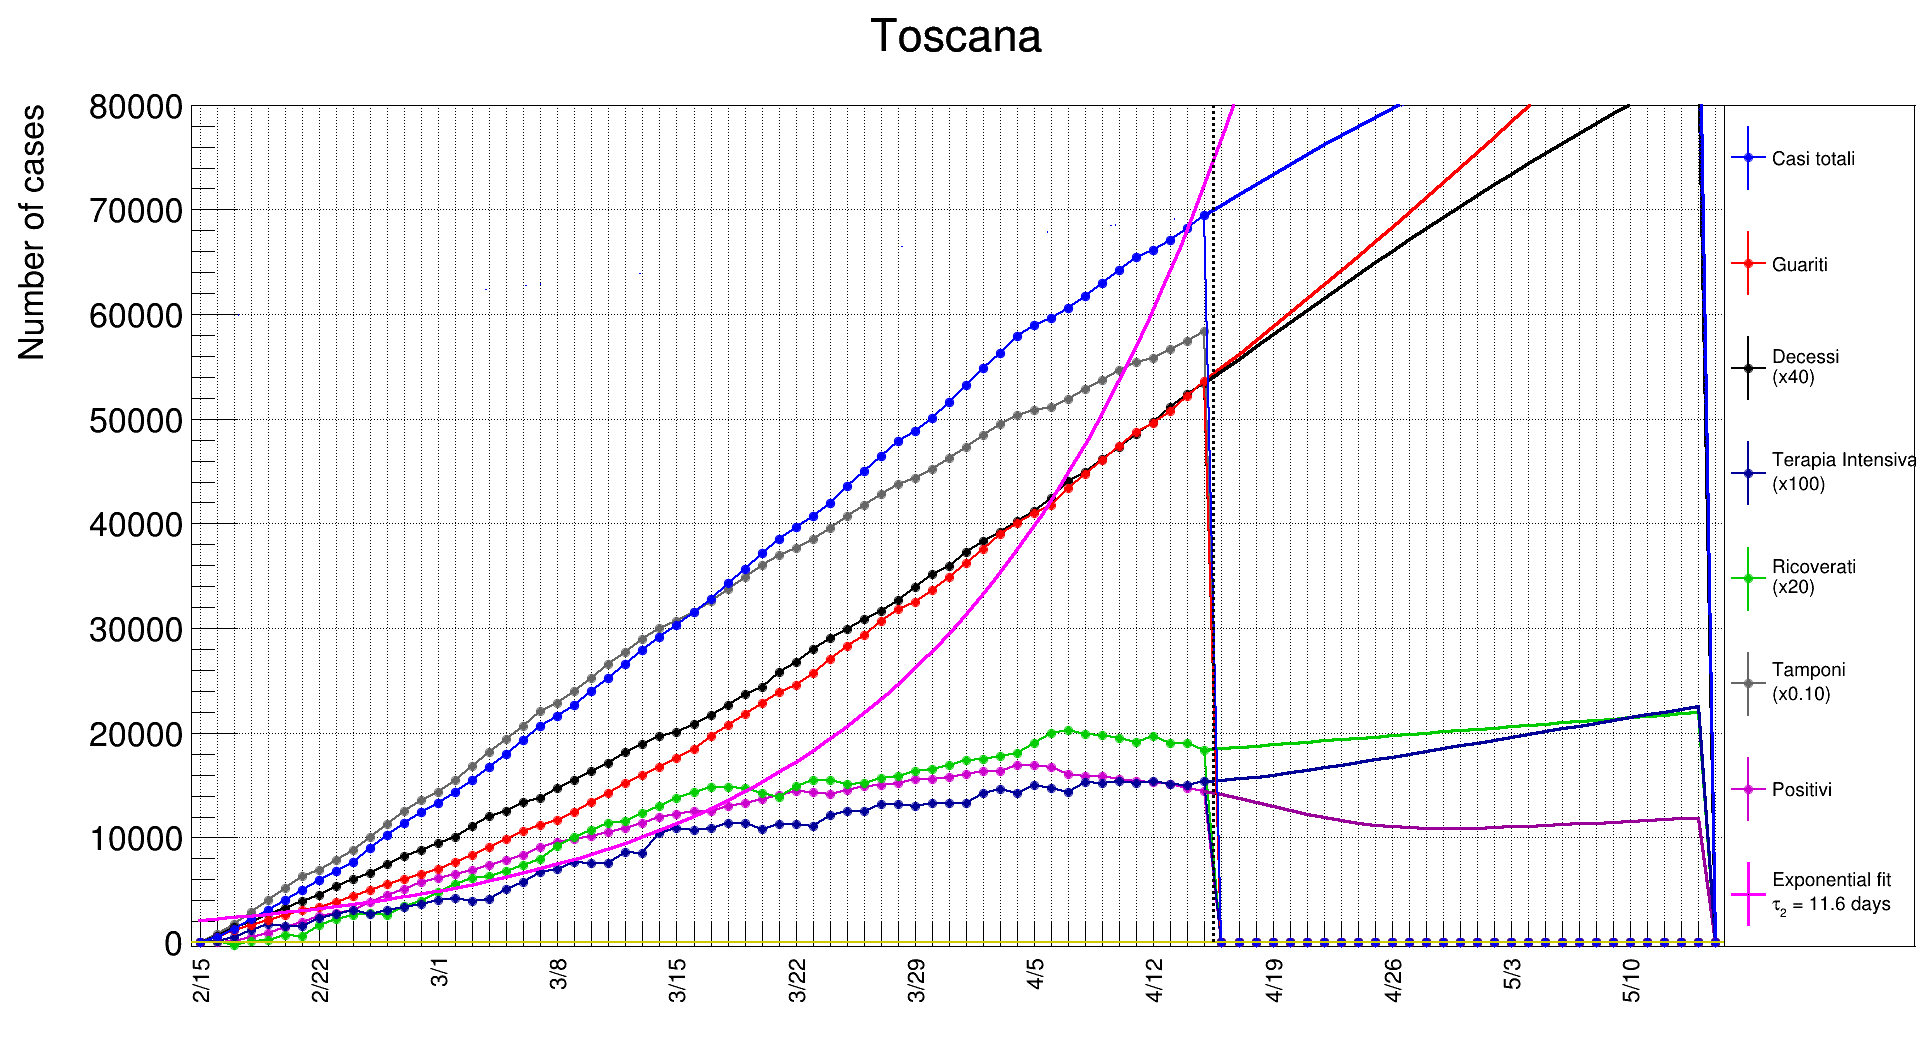 Toscana
Number of cases
80000
70000
60000
50000
40000
30000
20000
10000
0
2/15
2/22
3/1
3/8
3/15
3/22
3/29
4/5
4/12
4/19
4/26
5/3
5/10
Casi totali
Guariti
Decessi
(x40)
Terapia Intensiva
(x100)
Ricoverati
(x20)
Tamponi
(x0.10)
Positivi
Exponential fit
τ2 = 11.6 days